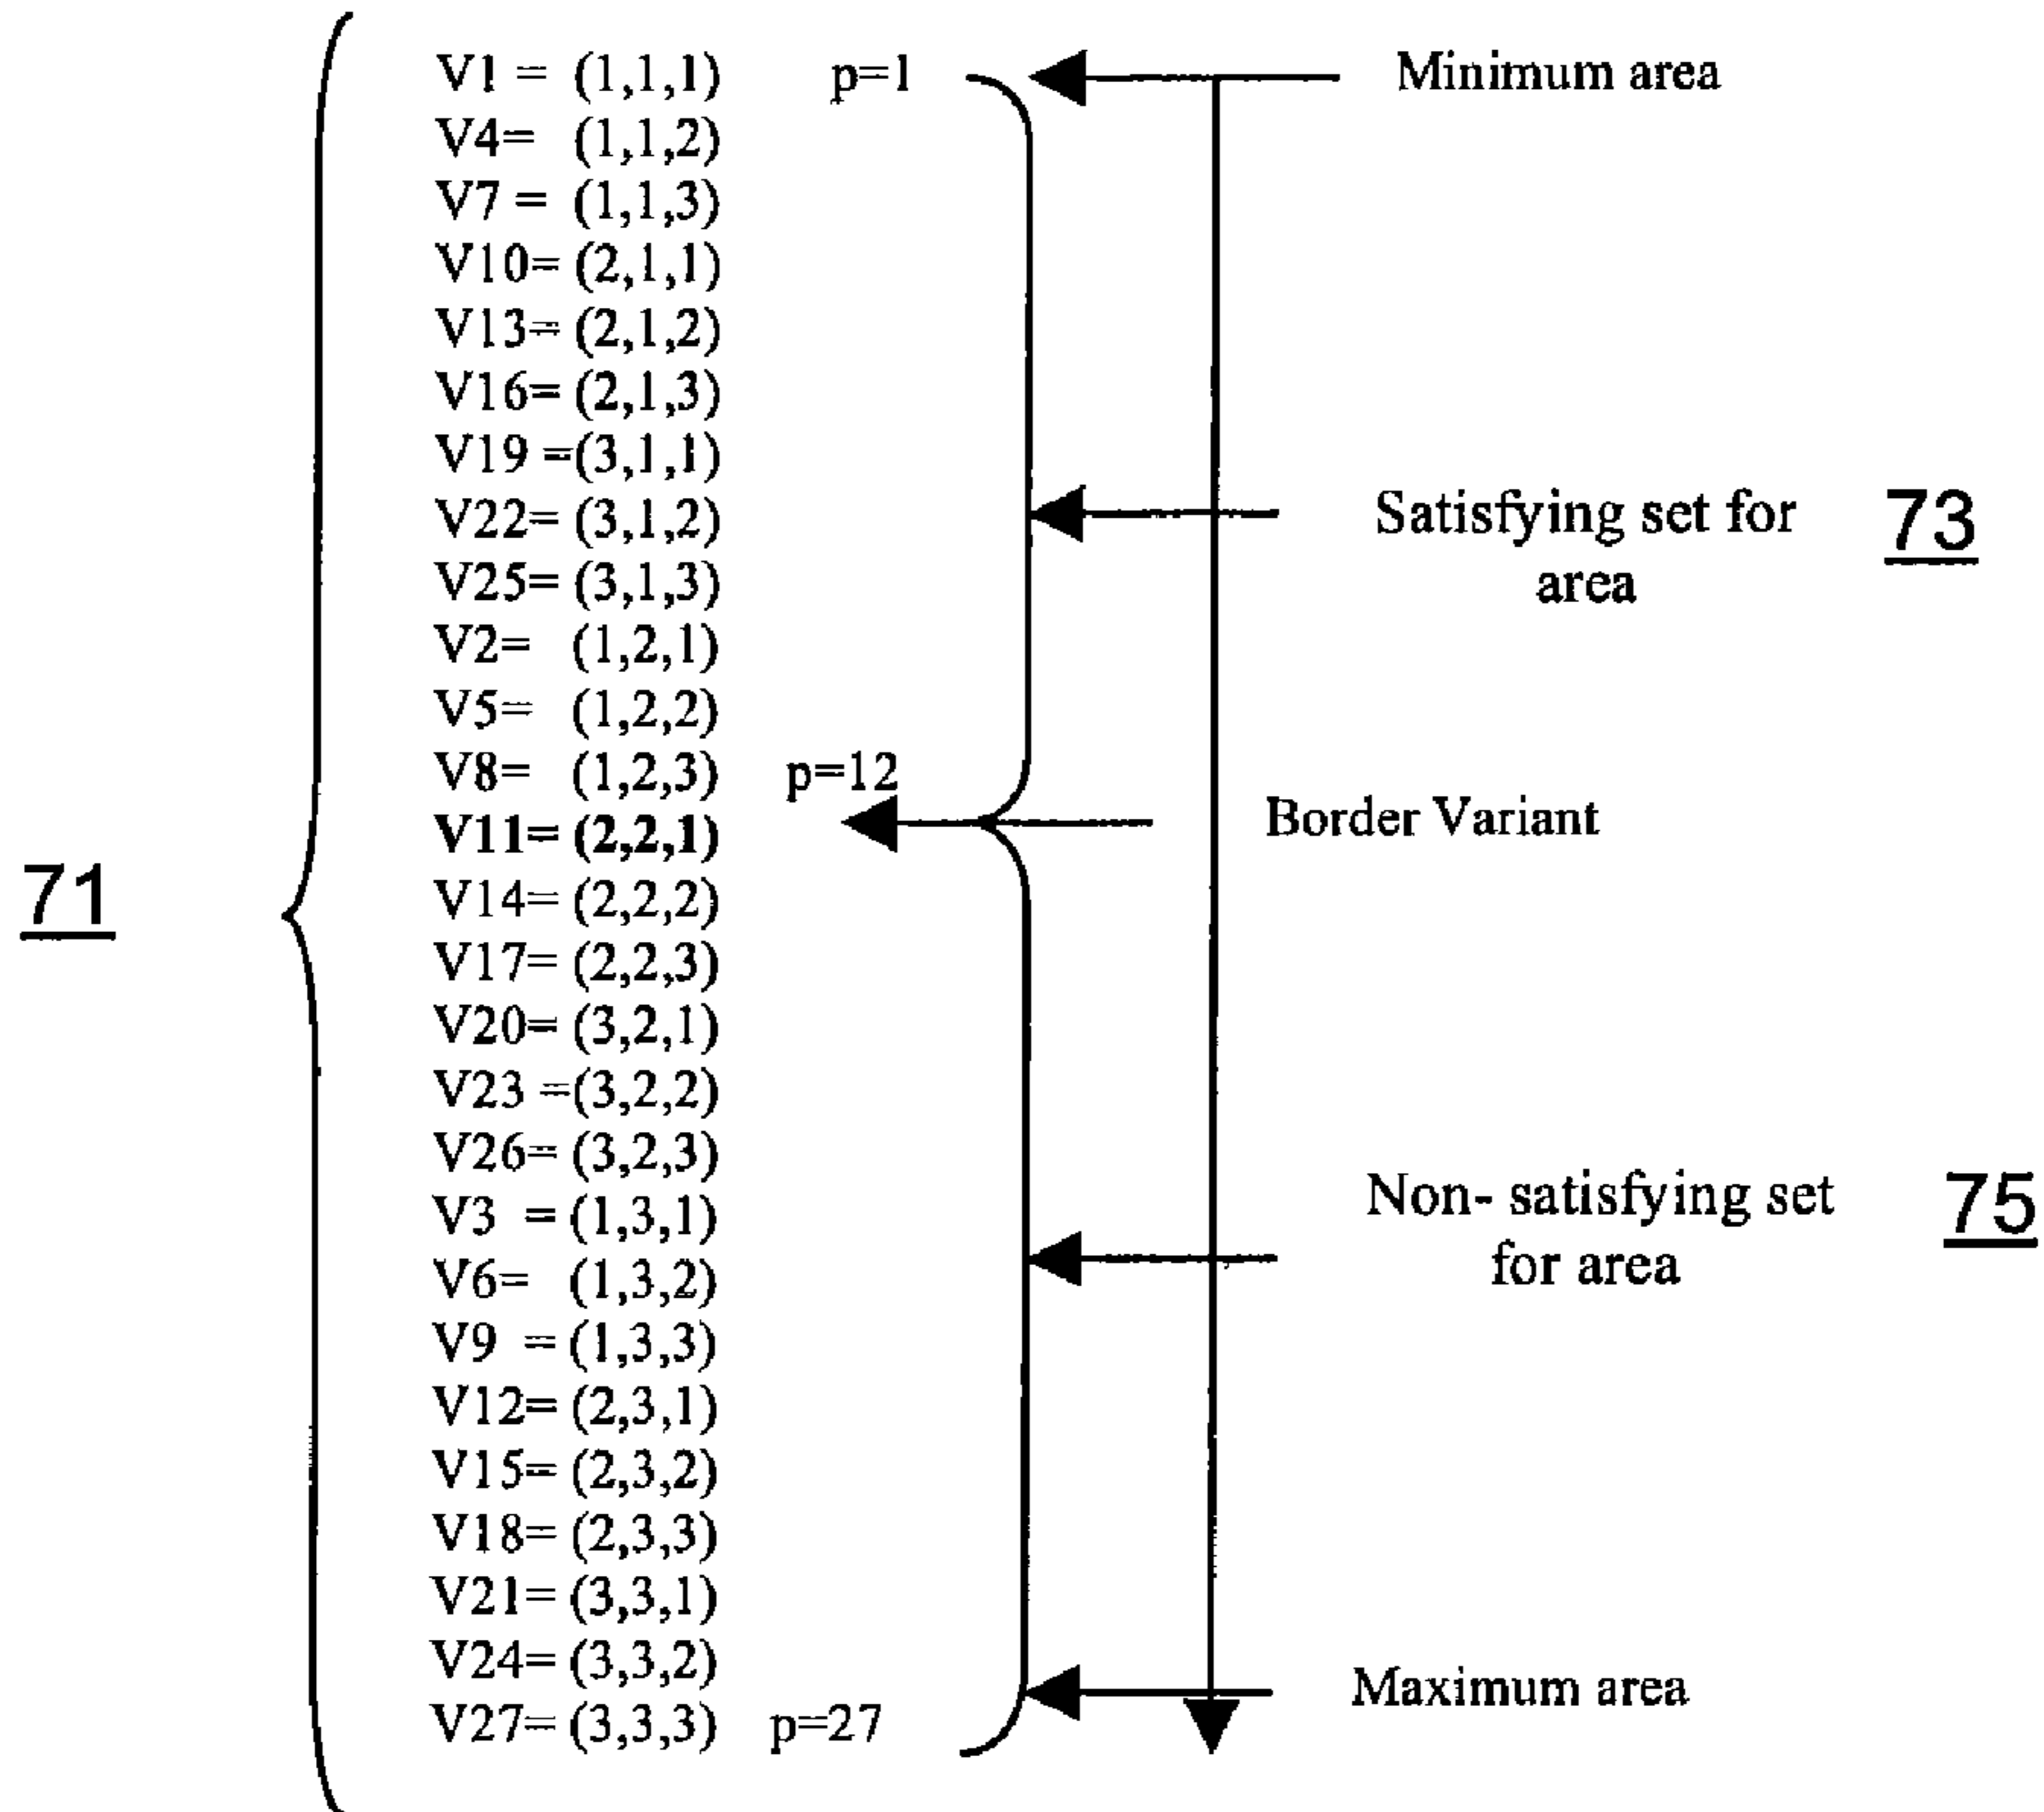 V1 = (1,1,1) p=1 Minimum area
V4= (1,1,2)
V7 = (1,1,3)
V10= (2,1,1)
V13= (2,1,2)
V16= (2,1,3)
V19 =(3,1,1)
V22= (3,1,2) Satisfying set for 73
V25= (3,1,3) area
V2= (1,2,1)
V5= (1,2,2)
V8= (1,2,3) p=12
V11= (2,2,1) Border Variant
71 V14= (2,2,2)
V17= (2,2,3)
V20= (3,2,1)
V23 =(3,2,2)
V26= (3,2,3)
V3 =(1,3,1) Non- satisfying set 75
V6= (1,3,2) for area
V9 =(1,3,3)
V12= (2,3,1)
V15= (2,3,2)
V18= (2,3,3)
V21= (3,3,1)
V24= (3,3,2) Maximum area
V27= (3,3,3) p=27